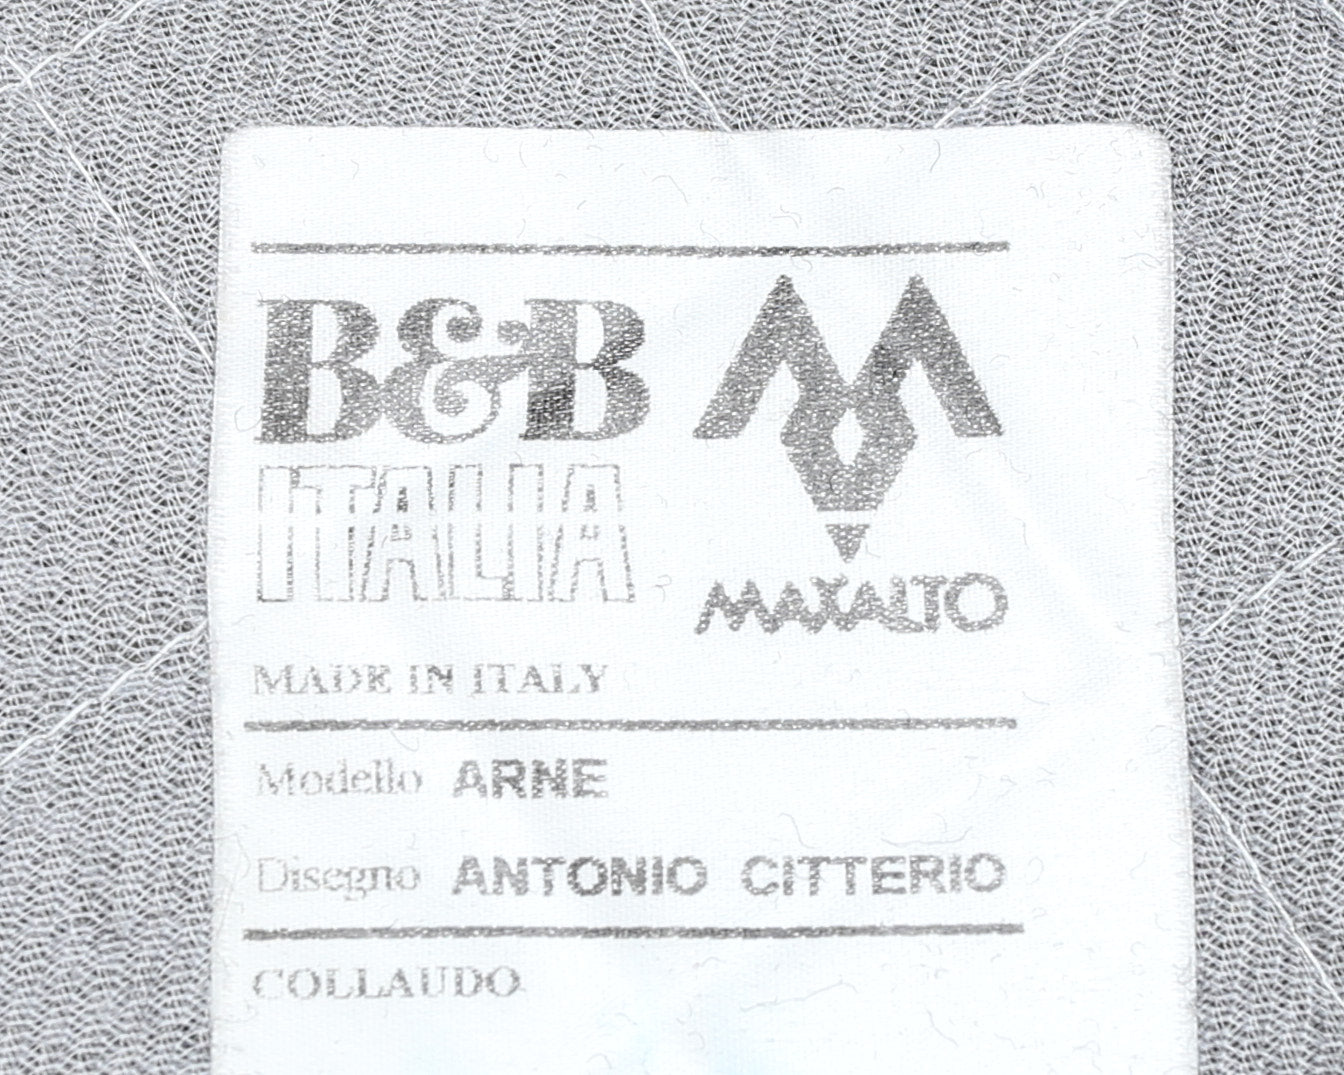 B&B
ITALIA
MAXALTO
MADE IN ITALY
Modello ARNE
Disegno ANTONIO CITTERIO
COLLAUDO